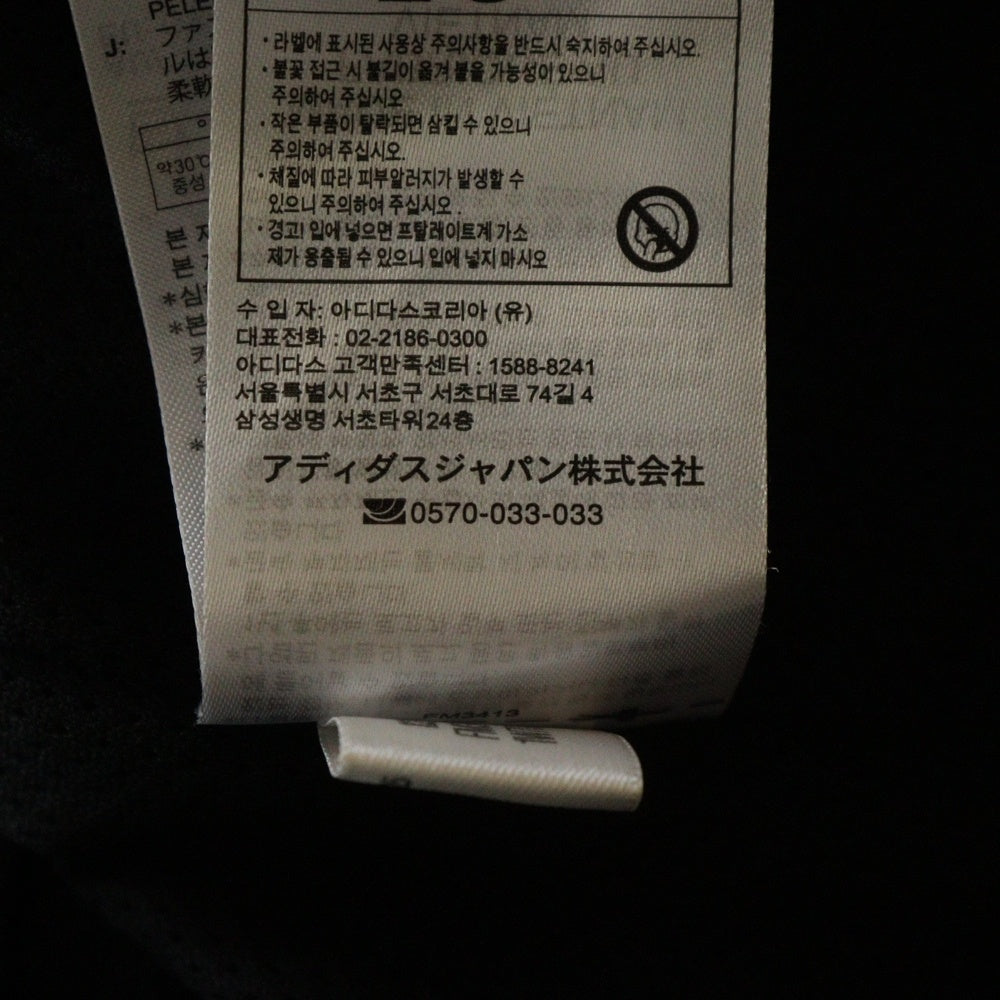 PELE
J: ファ
ルは
柔軟
약30℃
중성
본
본
*심
*본
*
· 라벨에 표시된 사용상 주의사항을 반드시 숙지하여 주십시오.
· 불꽃 접근 시 불길이 옮겨 붙을 가능성이 있으니
주의하여 주십시오
· 작은 부품이 탈락되면 삼킬 수 있으니
주의하여 주십시오.
· 체질에 따라 피부알러지가 발생할 수
있으니 주의하여 주십시오.
· 경고! 입에 넣으면 프탈레이트계 가소
제가 용출될 수 있으니 입에 넣지 마시오
수 입 자: 아디다스코리아 (유)
대표전화 : 02-2186-0300
아디다스 고객만족센터 : 1588-8241
서울특별시 서초구 서초대로 74길 4
삼성생명 서초타워 24층
アディダスジャパン株式会社
0570-033-033
FM3413